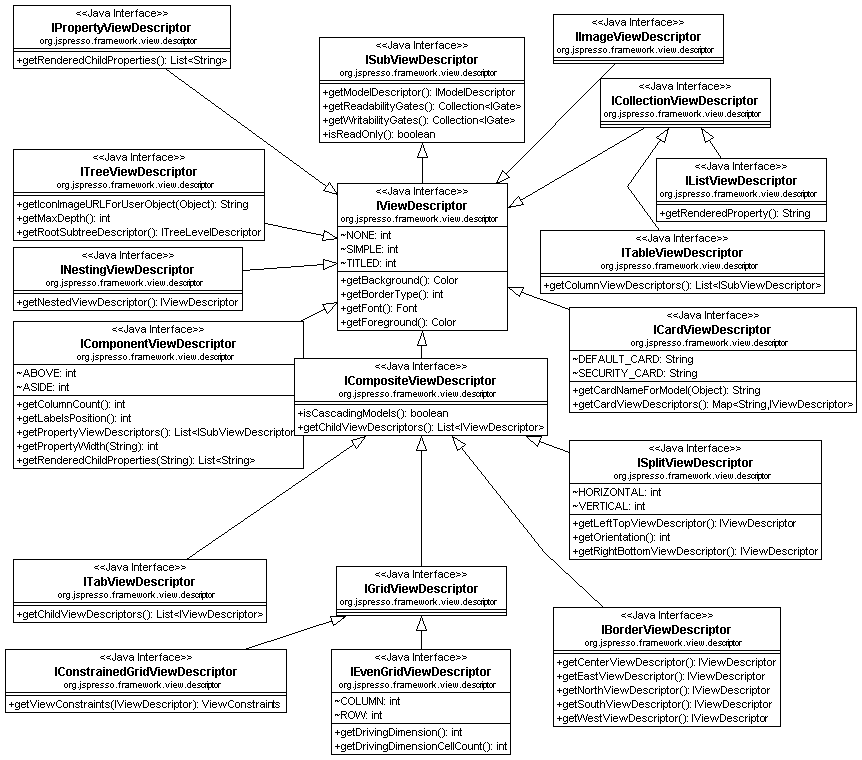 <<Java Interface>>
IPropertyViewDescriptor
org.jspresso.framework.view.descriptor
+getRenderedChildProperties(): List<String>
<<Java Interface>>
ISubViewDescriptor
org.jspresso.framework.view.descriptor
+getModelDescriptor(): IModelDescriptor
+getReadabilityGates(): Collection<IGate>
+getWritabilityGates(): Collection<IGate>
+isReadOnly(): boolean
<<Java Interface>>
IImageViewDescriptor
org.jspresso.framework.view.descriptor
<<Java Interface>>
ICollectionViewDescriptor
org.jspresso.framework.view.descriptor
<<Java Interface>>
ITreeViewDescriptor
org.jspresso.framework.view.descriptor
+getIconImageURLForUserObject(Object): String
+getMaxDepth(): int
+getRootSubtreeDescriptor(): ITreeLevelDescriptor
<<Java Interface>>
IViewDescriptor
org.jspresso.framework.view.descriptor
~NONE: int
~SIMPLE: int
~TITLED: int
+getBackground(): Color
+getBorderType(): int
+getFont(): Font
+getForeground(): Color
<<Java Interface>>
IListViewDescriptor
org.jspresso.framework.view.descriptor
+getRenderedProperty(): String
<<Java Interface>>
ITableViewDescriptor
org.jspresso.framework.view.descriptor
+getColumnViewDescriptors(): List<ISubViewDescriptor>
<<Java Interface>>
INestingViewDescriptor
org.jspresso.framework.view.descriptor
+getNestedViewDescriptor(): IViewDescriptor
<<Java Interface>>
IComponentViewDescriptor
org.jspresso.framework.view.descriptor
~ABOVE: int
~ASIDE: int
+getColumnCount(): int
+getLabelsPosition(): int
+getPropertyViewDescriptors(): List<ISubViewDescriptor
+getPropertyWidth(String): int
+getRenderedChildProperties(String): List<String>
<<Java Interface>>
ICompositeViewDescriptor
org.jspresso.framework.view.descriptor
+isCascadingModels(): boolean
+getChildViewDescriptors(): List<IViewDescriptor>
<<Java Interface>>
ICardViewDescriptor
org.jspresso.framework.view.descriptor
~DEFAULT_CARD: String
~SECURITY_CARD: String
+getCardNameForModel(Object): String
+getCardViewDescriptors(): Map<String,IViewDescriptor>
<<Java Interface>>
ISplitViewDescriptor
org.jspresso.framework.view.descriptor
~HORIZONTAL: int
~VERTICAL: int
+getLeftTopViewDescriptor(): IViewDescriptor
+getOrientation(): int
+getRightBottomViewDescriptor(): IViewDescriptor
<<Java Interface>>
ITabViewDescriptor
org.jspresso.framework.view.descriptor
+getChildViewDescriptors(): List<IViewDescriptor>
<<Java Interface>>
IGridViewDescriptor
org.jspresso.framework.view.descriptor
<<Java Interface>>
IBorderViewDescriptor
org.jspresso.framework.view.descriptor
+getCenterViewDescriptor(): IViewDescriptor
+getEastViewDescriptor(): IViewDescriptor
+getNorthViewDescriptor(): IViewDescriptor
+getSouthViewDescriptor(): IViewDescriptor
+getWestViewDescriptor(): IViewDescriptor
<<Java Interface>>
IConstrainedGridViewDescriptor
org.jspresso.framework.view.descriptor
+getViewConstraints(IViewDescriptor): ViewConstraints
<<Java Interface>>
IEvenGridViewDescriptor
org.jspresso.framework.view.descriptor
~COLUMN: int
~ROW: int
+getDrivingDimension(): int
+getDrivingDimensionCellCount(): int